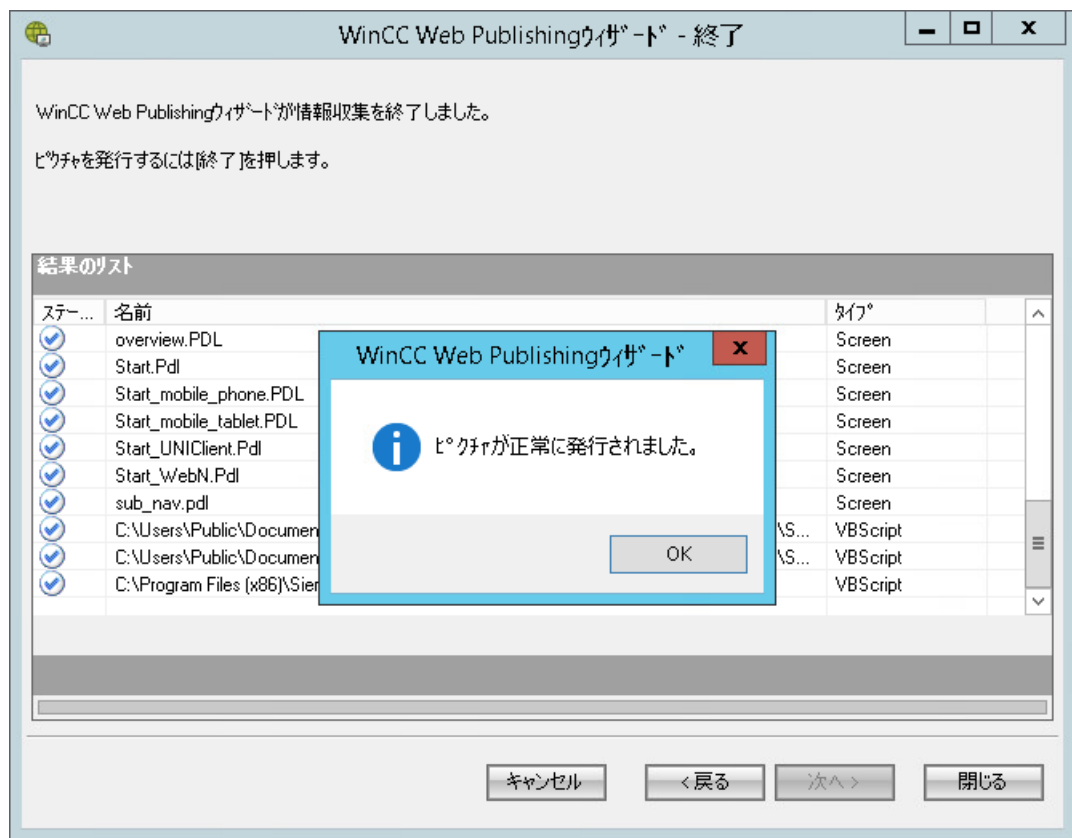 WinCC Web Publishingウィザード - 終了
WinCC Web Publishingウィザードが情報収集を終了しました。
ピクチャを発行するには[終了]を押します。
結果のリスト
ステー... 名前 タイプ
overview.PDL Screen
Start.Pdl Screen
Start_mobile_phone.PDL Screen
Start_mobile_tablet.PDL Screen
Start_UNIClient.Pdl Screen
Start_WebN.Pdl Screen
sub_nav.pdl Screen
C:\Users\Public\Documen \S... VBScript
C:\Users\Public\Documen \S... VBScript
C:\Program Files (x86)\Sier VBScript
WinCC Web Publishingウィザード
ピクチャが正常に発行されました。
OK
キャンセル <戻る 次へ> 閉じる